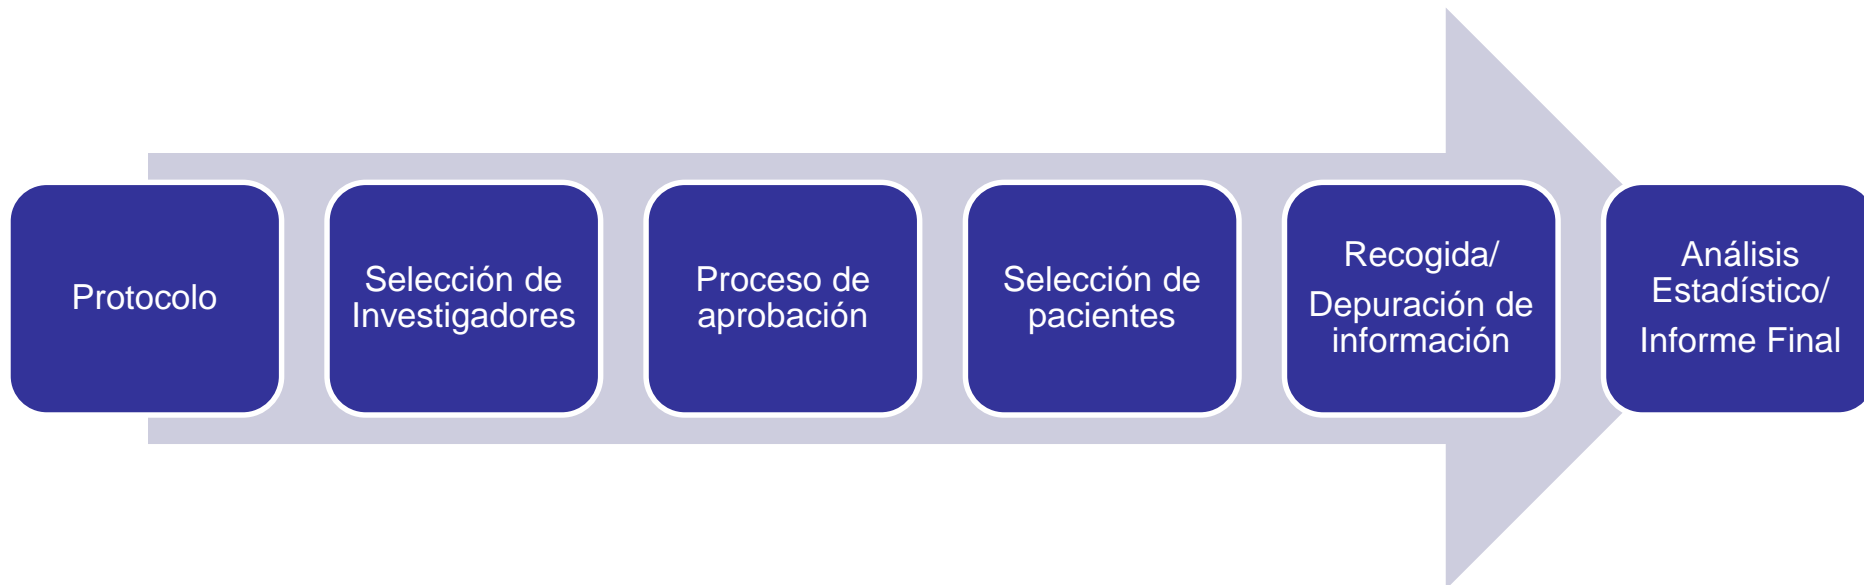 Protocolo
Selección de
Investigadores
Proceso de
aprobación
Selección de
pacientes
Recogida/
Depuración de
información
Análisis
Estadístico/
Informe Final